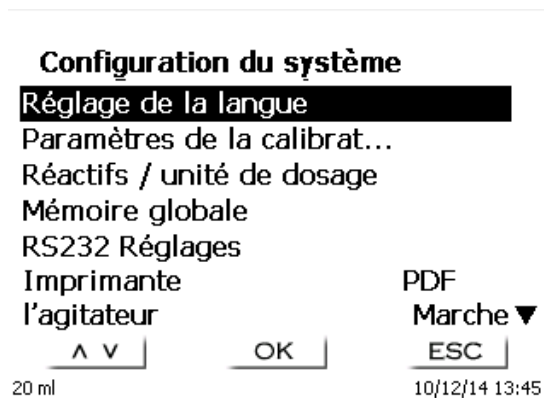 Configuration du système
Réglage de la langue
Paramètres de la calibrat...
Réactifs / unité de dosage
Mémoire globale
RS232 Réglages
Imprimante PDF
l'agitateur Marche ▼
∧ ∨ OK ESC
20 ml 10/12/14 13:45